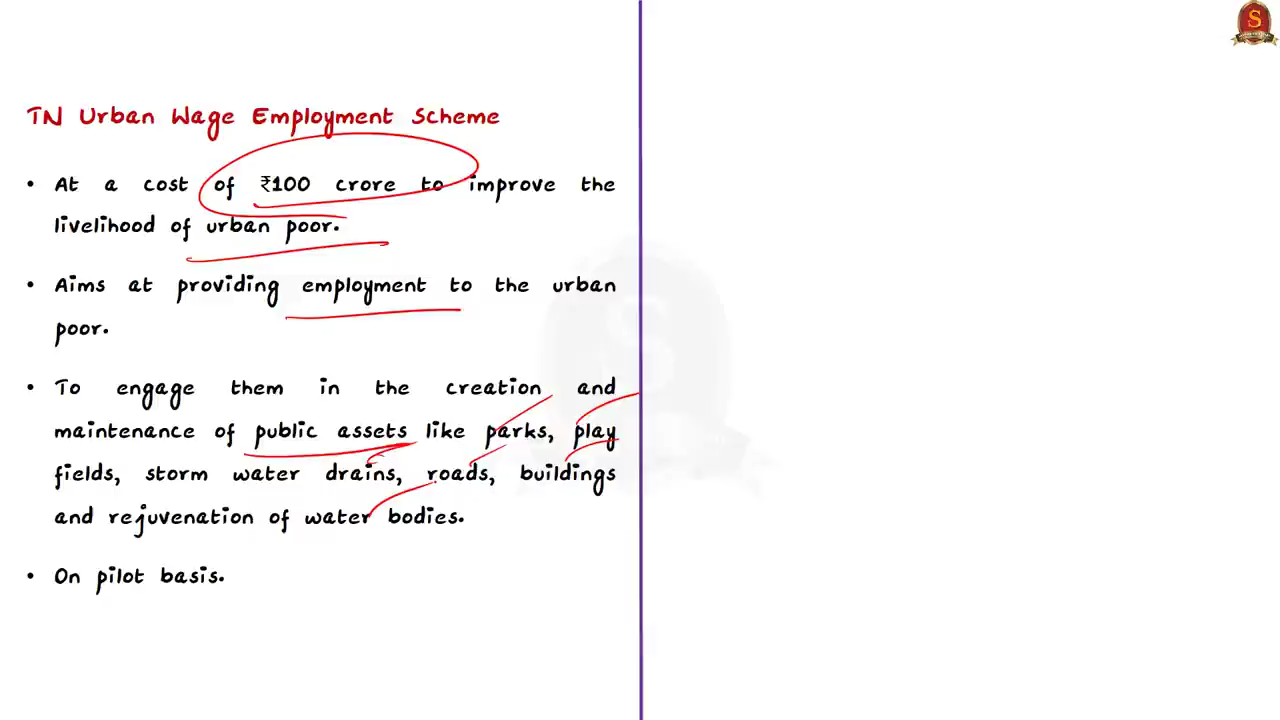 TN Urban Wage Employment Scheme
• At a cost of ₹100 crore to improve the
livelihood of urban poor.
• Aims at providing employment to the urban
poor.
• To engage them in the creation and
maintenance of public assets like parks, play
fields, storm water drains, roads, buildings
and rejuvenation of water bodies.
• On pilot basis.
S